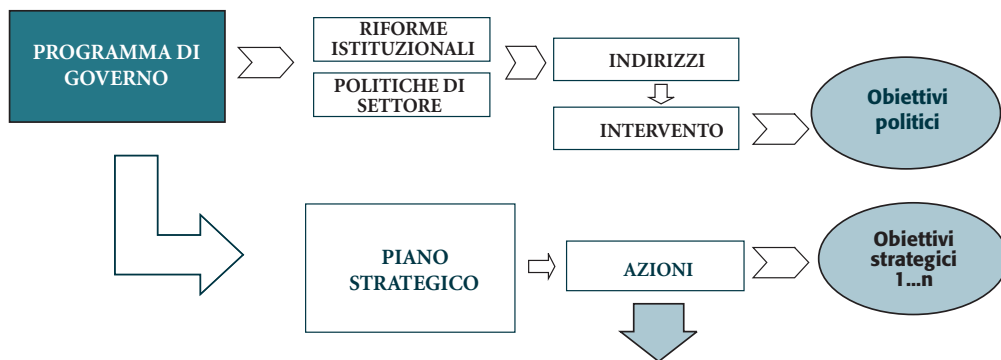 PROGRAMMA DI
GOVERNO
RIFORME
ISTITUZIONALI
POLITICHE DI
SETTORE
INDIRIZZI
INTERVENTO
Obiettivi
politici
PIANO
STRATEGICO
AZIONI
Obiettivi
strategici
1...n